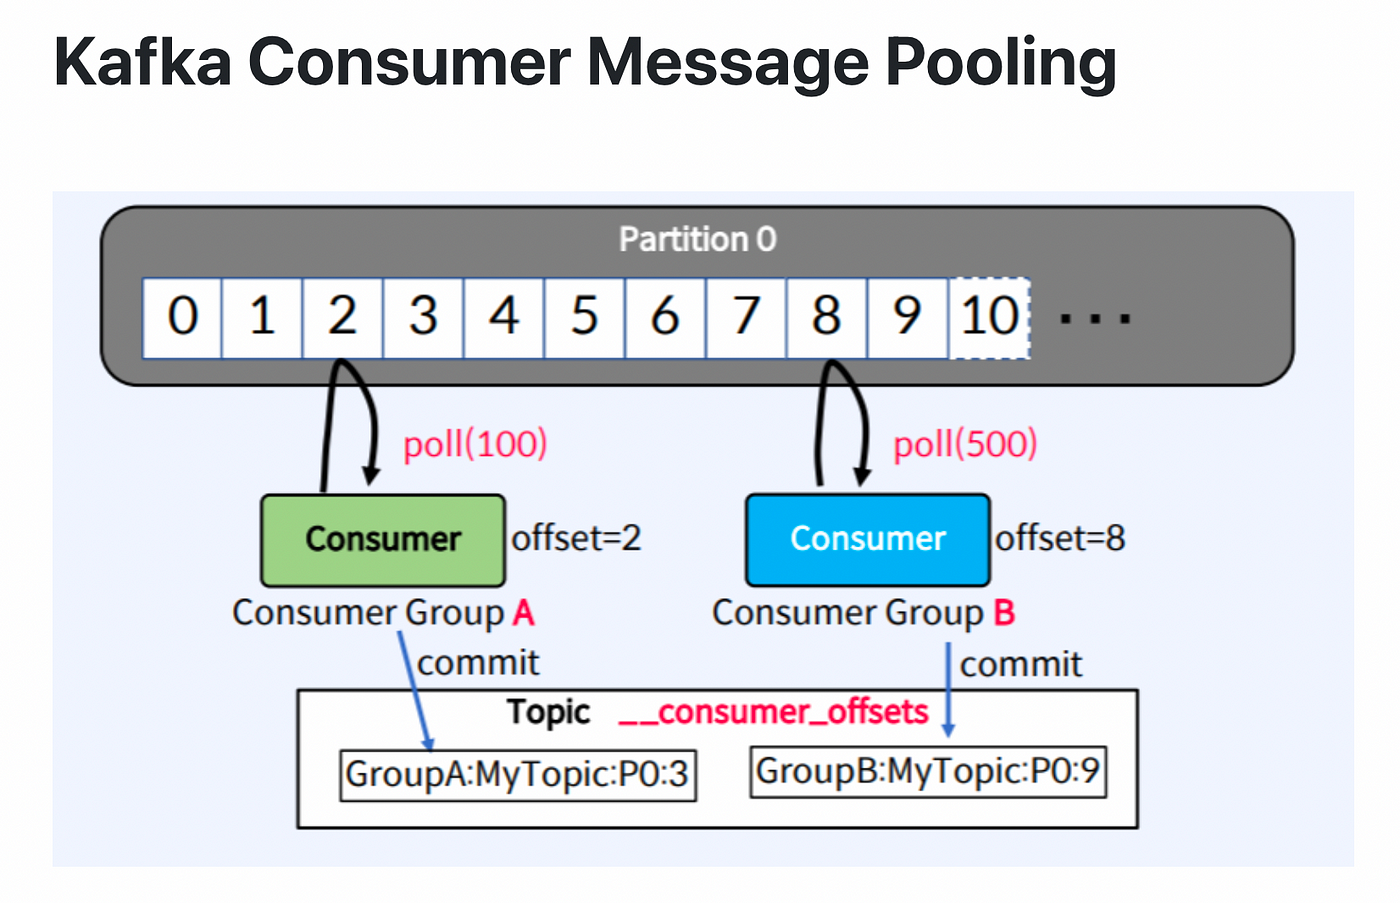 Kafka Consumer Message Pooling
Partition 0
0 1 2 3 4 5 6 7 8 9 10 ...
poll(100) poll(500)
Consumer offset=2 Consumer offset=8
Consumer Group A Consumer Group B
commit commit
Topic __consumer_offsets
GroupA:MyTopic:P0:3 GroupB:MyTopic:P0:9